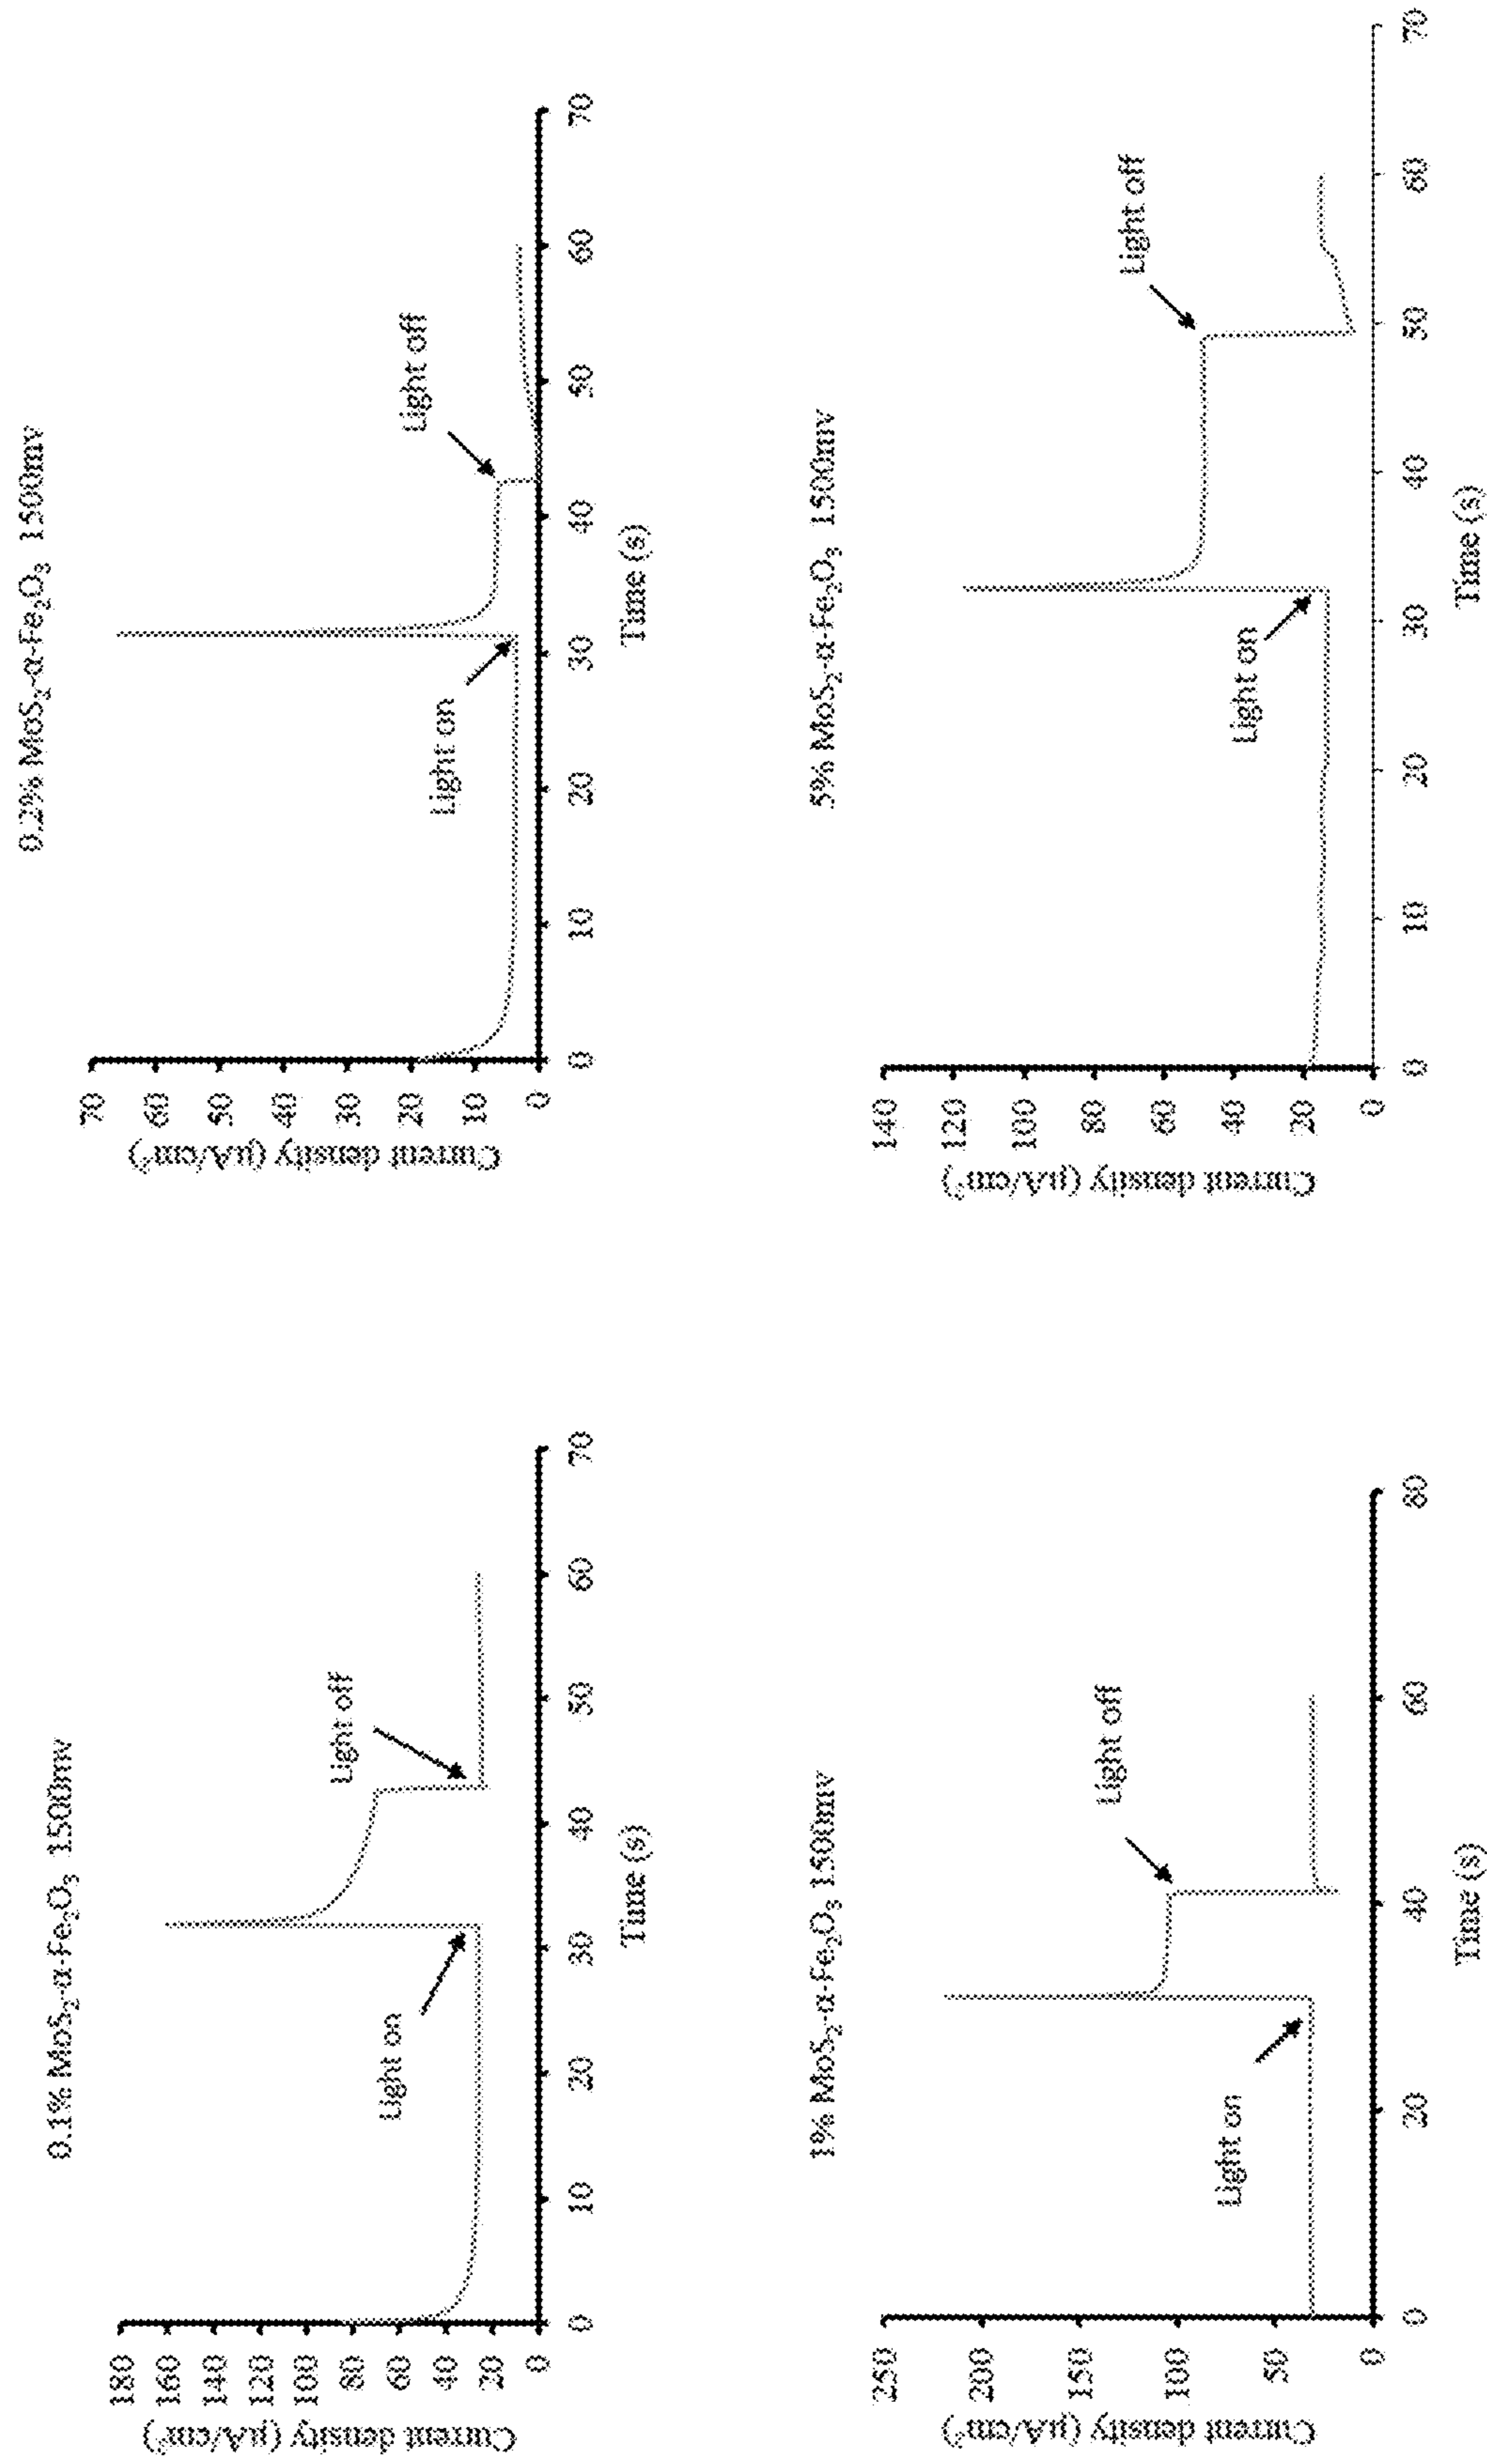 0.1% MoS₂-α-Fe₂O₃ 1500mv
Current density (μA/cm²)
180
160
140
120
100
80
60
40
20
0
Light on
Light off
0 10 20 30 40 50 60 70
Time (s)
0.2% MoS₂-α-Fe₂O₃ 1500mv
Current density (μA/cm²)
70
60
50
40
30
20
10
0
Light on
Light off
0 10 20 30 40 50 60 70
Time (s)
1% MoS₂-α-Fe₂O₃ 1500mv
Current density (μA/cm²)
250
200
150
100
50
0
Light on
Light off
0 20 40 60 80
Time (s)
5% MoS₂-α-Fe₂O₃ 1500mv
Current density (μA/cm²)
140
120
100
80
60
40
20
0
Light on
Light off
0 10 20 30 40 50 60 70
Time (s)